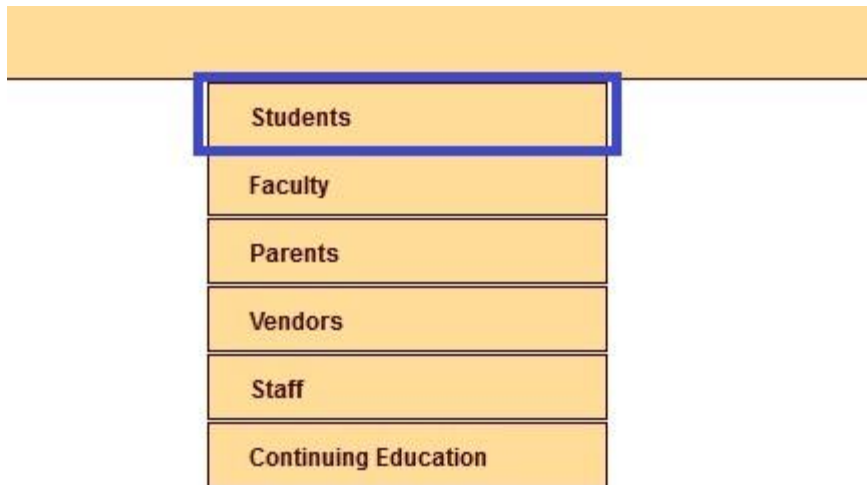 Students
Faculty
Parents
Vendors
Staff
Continuing Education